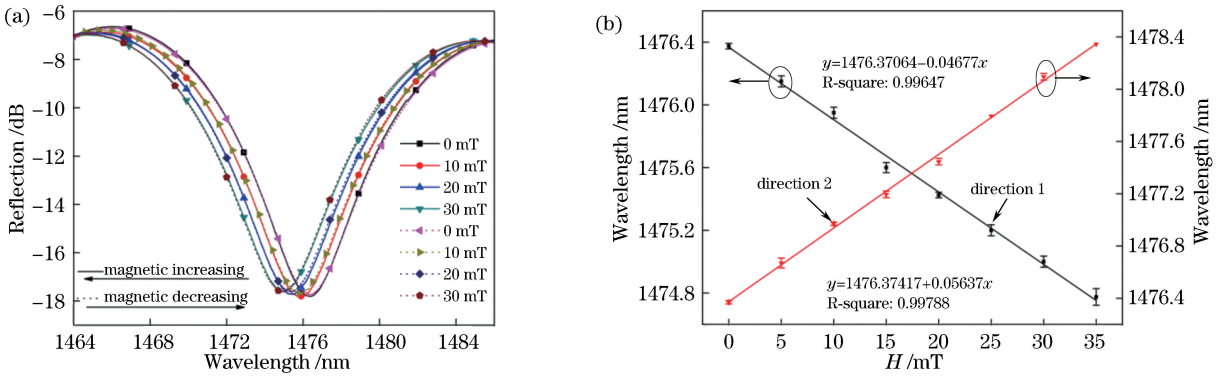 (a)
−6
−8
−10
−12
−14
−16
−18
Reflection /dB
0 mT
10 mT
20 mT
30 mT
0 mT
10 mT
20 mT
30 mT
magnetic increasing
magnetic decreasing
1464 1468 1472 1476 1480 1484
Wavelength /nm
(b)
1476.4
1476.0
1475.6
1475.2
1474.8
Wavelength /nm
y=1476.37064−0.04677x
R-square: 0.99647
direction 2
direction 1
y=1476.37417+0.05637x
R-square: 0.99788
1478.4
1478.0
1477.6
1477.2
1476.8
1476.4
Wavelength /nm
0 5 10 15 20 25 30 35
H /mT